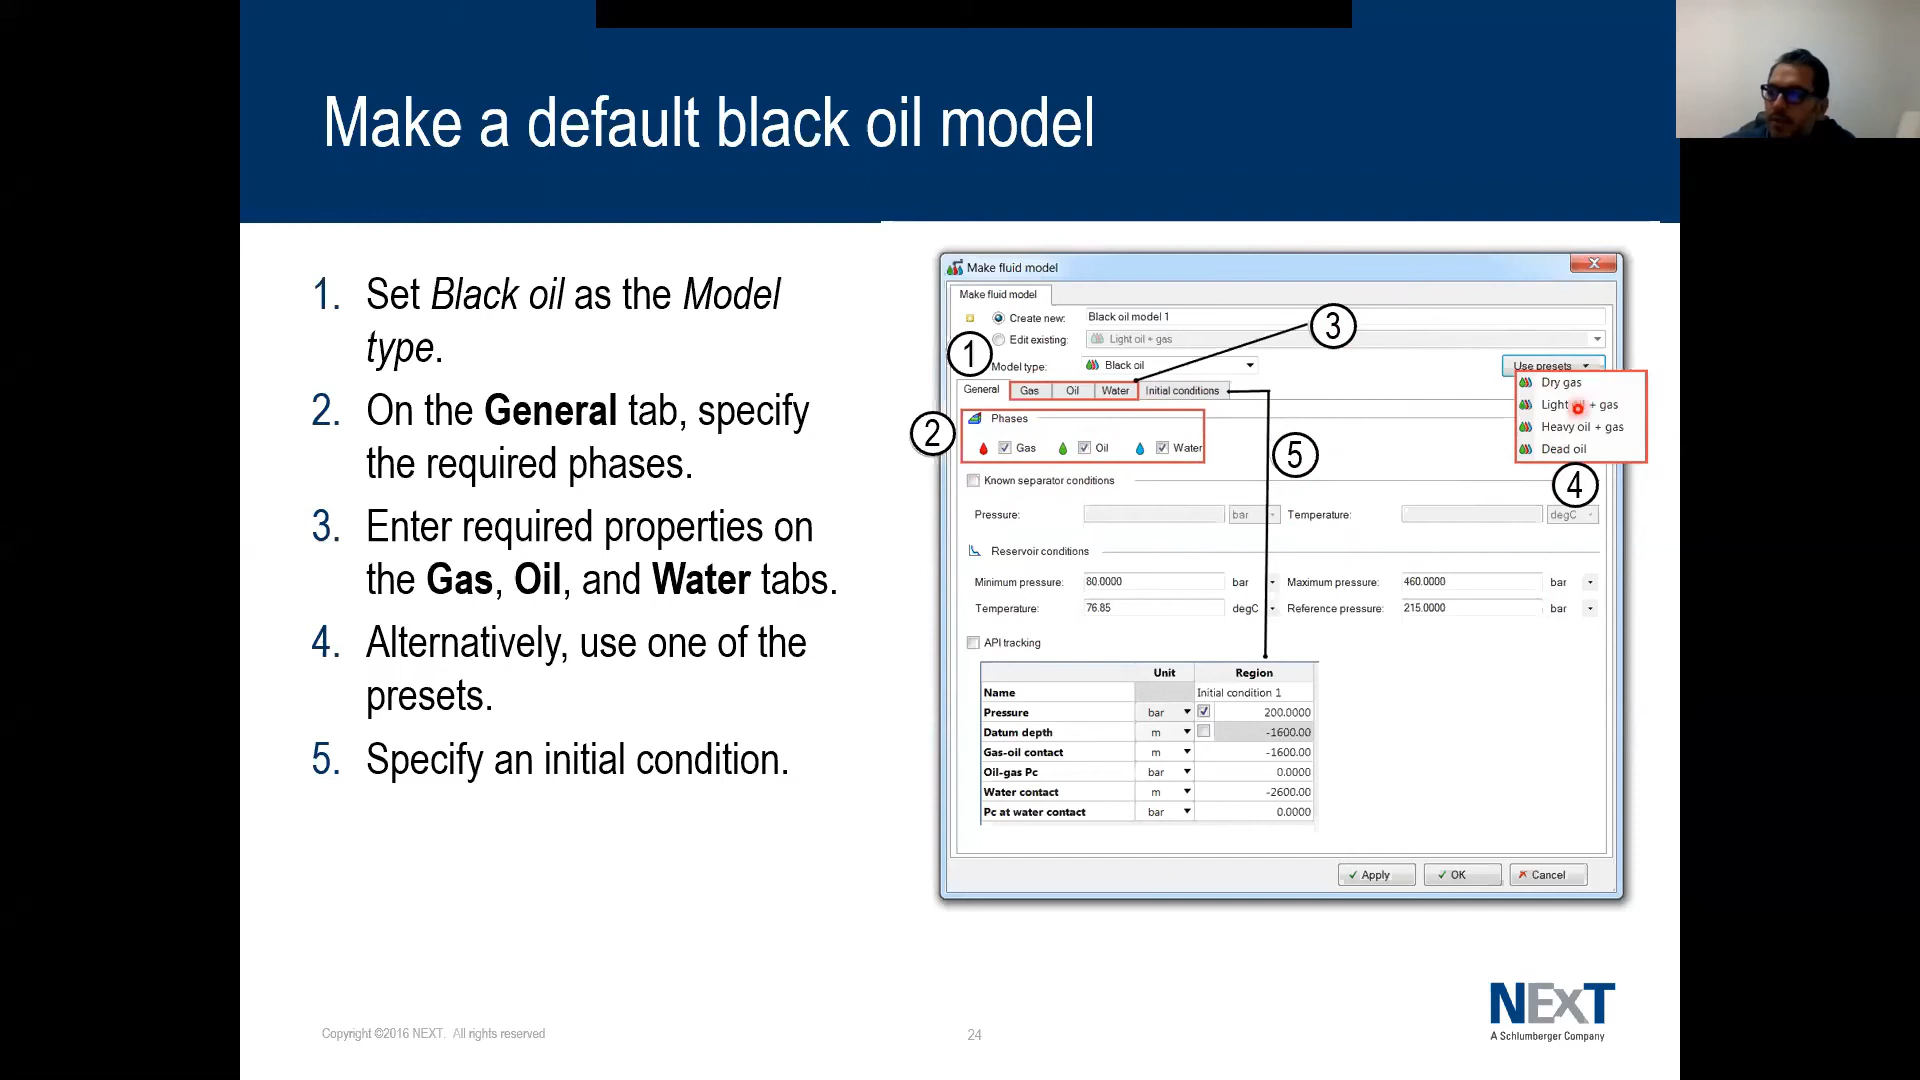 Make a default black oil model
1. Set Black oil as the Model
type.
2. On the General tab, specify
the required phases.
3. Enter required properties on
the Gas, Oil, and Water tabs.
4. Alternatively, use one of the
presets.
5. Specify an initial condition.
Make fluid model
Make fluid model
Create new: Black oil model 1
3
Edit existing: Light oil + gas
1
Model type: Black oil
Use presets
Dry gas
Light + gas
Heavy oil + gas
Dead oil
4
General Gas Oil Water Initial conditions
2
Phases
Gas Oil Water
5
Known separator conditions
Pressure: bar Temperature: degC
Reservoir conditions
Minimum pressure: 80.0000 bar Maximum pressure: 460.0000 bar
Temperature: 76.85 degC Reference pressure: 215.0000 bar
API tracking
Unit Region
Name Initial condition 1
Pressure bar 200.0000
Datum depth m -1600.00
Gas-oil contact m -1600.00
Oil-gas Pc bar 0.0000
Water contact m -2600.00
Pc at water contact bar 0.0000
Apply OK Cancel
Copyright ©2016 NEXT. All rights reserved
24
NEXT
A Schlumberger Company